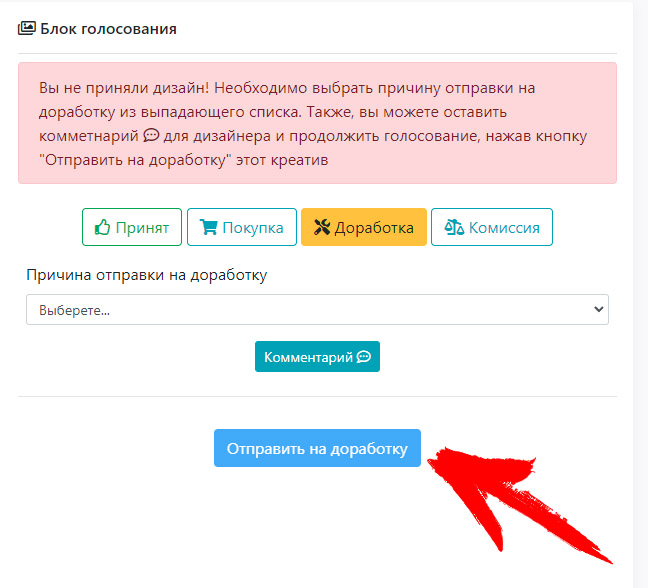 Блок голосования
Вы не приняли дизайн! Необходимо выбрать причину отправки на
доработку из выпадающего списка. Также, вы можете оставить
комметнарий для дизайнера и продолжить голосование, нажав кнопку
"Отправить на доработку" этот креатив
Принят Покупка Доработка Комиссия
Причина отправки на доработку
Выберете...
Комментарий
Отправить на доработку